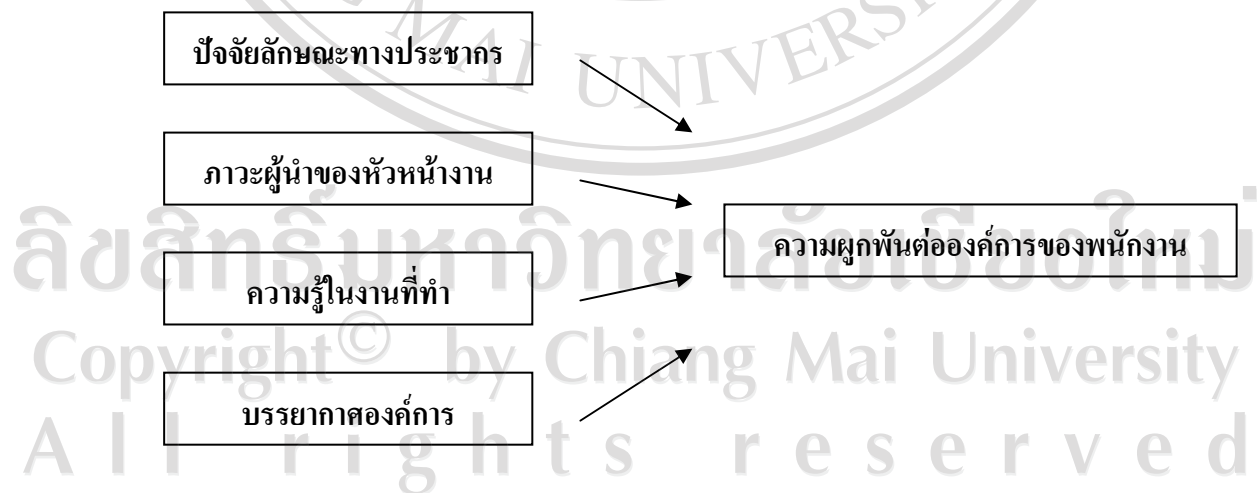 MAI UNIVERS
ปัจจัยลักษณะทางประชากร
ภาวะผู้นำของหัวหน้างาน
ความผูกพันต่อองค์การของพนักงาน
ลิขสิทธิ์มหาวิทยาลัยเชียงใหม่
ความรู้ในงานที่ทำ
Copyright© by Chiang Mai University
บรรยากาศองค์การ
All rights reserved